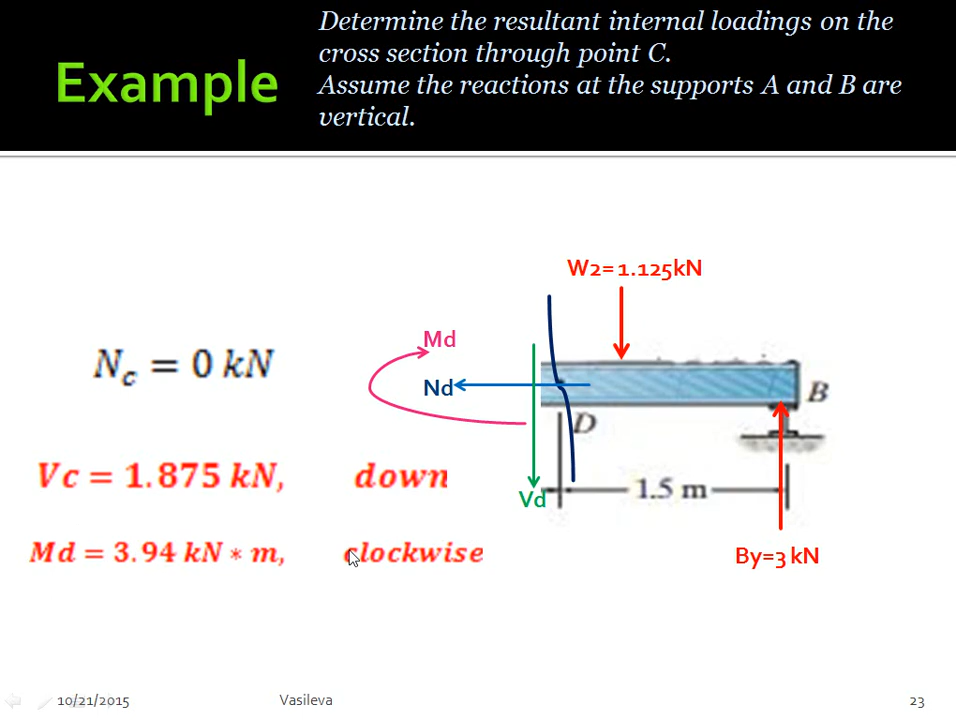 Example
Determine the resultant internal loadings on the
cross section through point C.
Assume the reactions at the supports A and B are
vertical.
W2= 1.125kN
Md
N_c = 0 kN
Nd
B
D
Vc = 1.875 kN, down
1.5 m
Vd
Md = 3.94 kN * m, clockwise
By=3 kN
10/21/2015 Vasileva 23